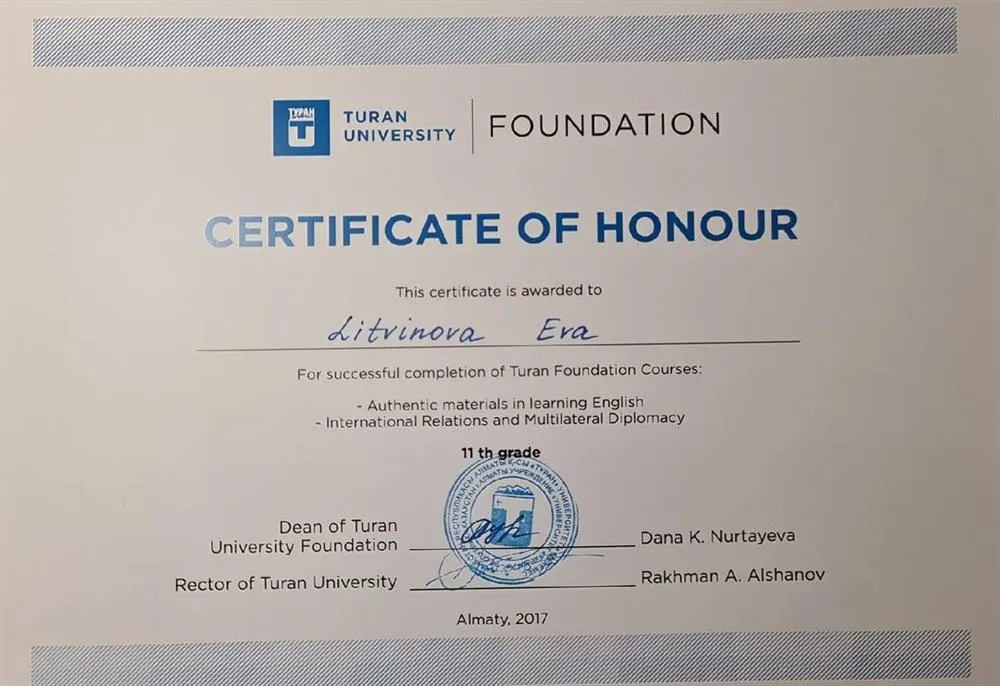 ТУРАН
TURAN
UNIVERSITY
FOUNDATION
CERTIFICATE OF HONOUR
This certificate is awarded to
Litvinova Eva
For successful completion of Turan Foundation Courses:
- Authentic materials in learning English
- International Relations and Multilateral Diplomacy
11 th grade
Dean of Turan
University Foundation
Dana K. Nurtayeva
Rector of Turan University
Rakhman A. Alshanov
Almaty, 2017